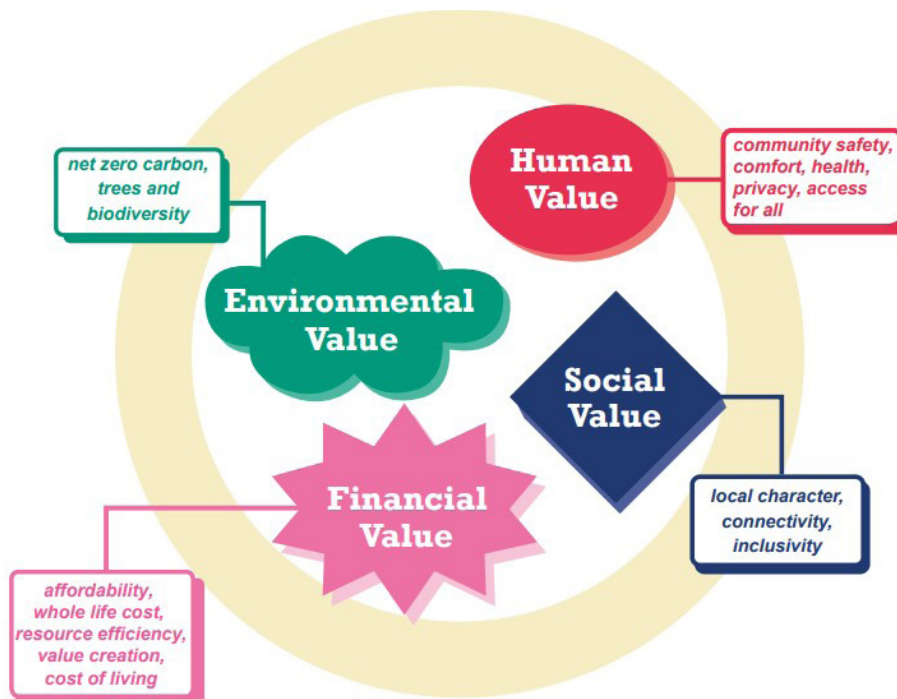 Human
Value
community safety,
comfort, health,
privacy, access
for all
net zero carbon,
trees and
biodiversity
Environmental
Value
Social
Value
local character,
connectivity,
inclusivity
Financial
Value
affordability,
whole life cost,
resource efficiency,
value creation,
cost of living